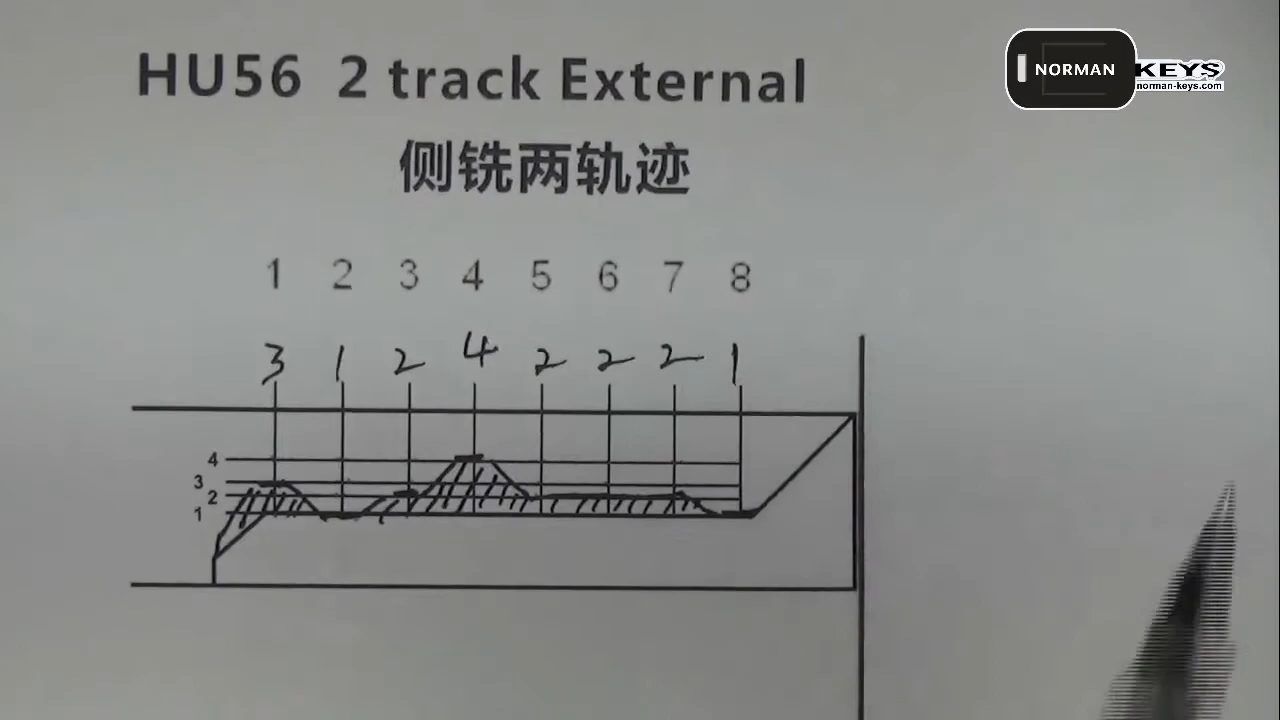 HU56 2 track External
NORMAN KEYS
norman-keys.com
侧铣两轨迹
1 2 3 4 5 6 7 8
3 1 2 4 2 2 2 1
4
3
2
1